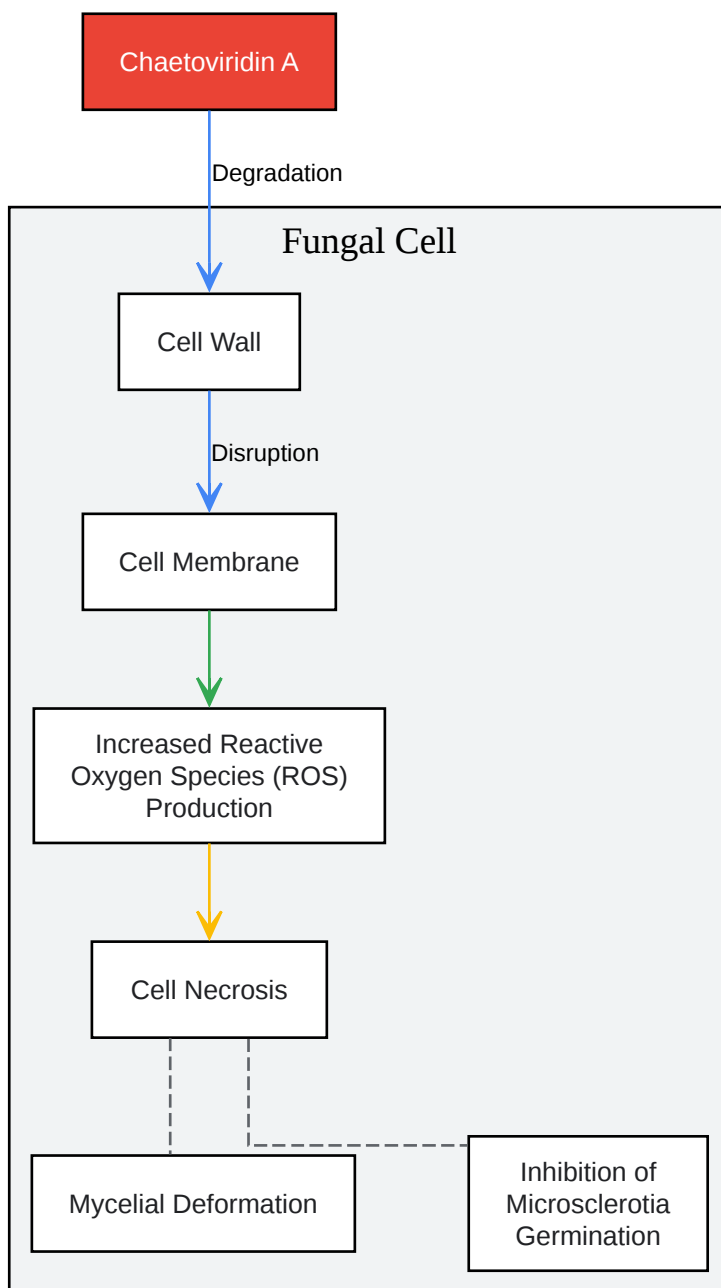 Chaetoviridin A
Degradation
Fungal Cell
Cell Wall
Disruption
Cell Membrane
Increased Reactive
Oxygen Species (ROS)
Production
Cell Necrosis
Mycelial Deformation
Inhibition of
Microsclerotia
Germination